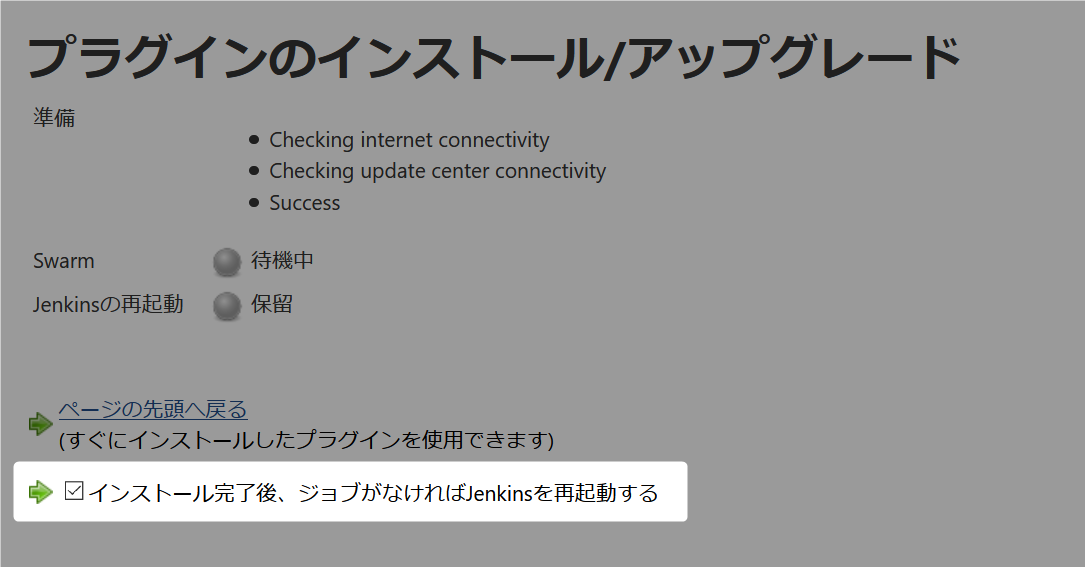 プラグインのインストール/アップグレード
準備
Checking internet connectivity
Checking update center connectivity
Success
Swarm 待機中
Jenkinsの再起動 保留
ページの先頭へ戻る
(すぐにインストールしたプラグインを使用できます)
インストール完了後、ジョブがなければJenkinsを再起動する